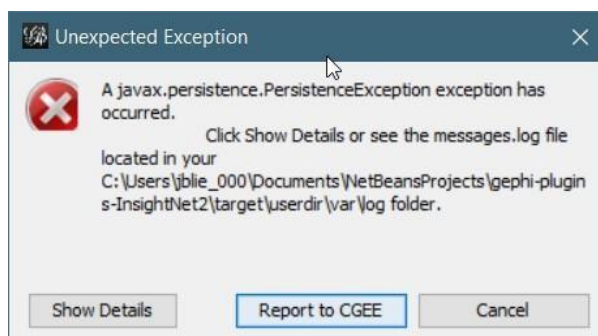 Unexpected Exception
A javax.persistence.PersistenceException exception has
occurred.
Click Show Details or see the messages.log file
located in your
C:\Users\jblie_000\Documents\NetBeansProjects\gephi-plugin
s-InsightNet2\target\userdir\var\log folder.
Show Details
Report to CGEE
Cancel